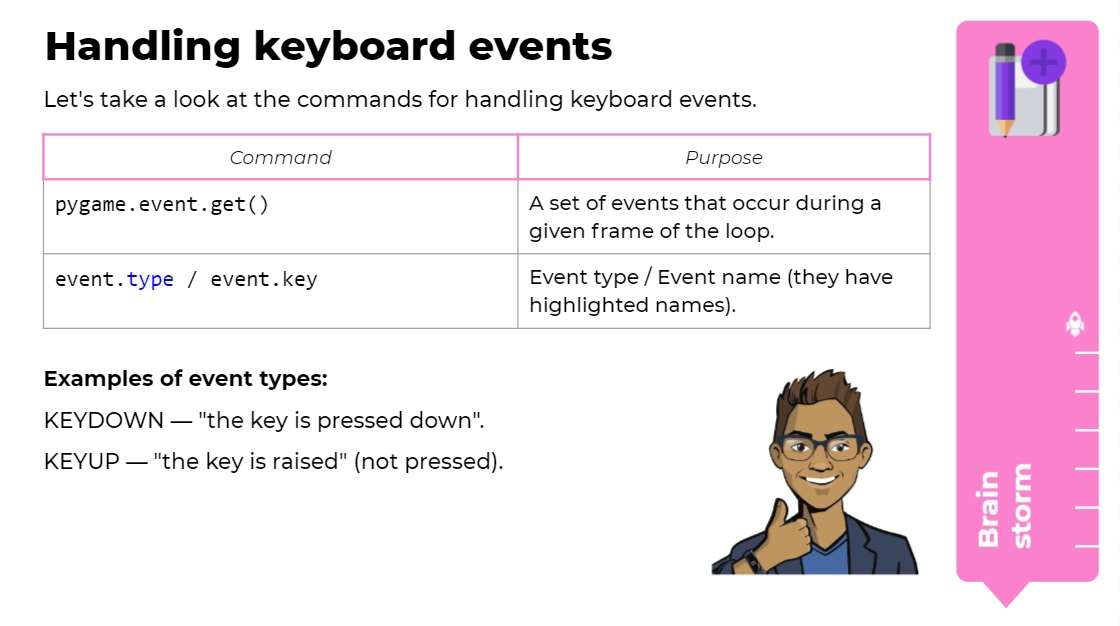 Handling keyboard events
Let's take a look at the commands for handling keyboard events.
Command
Purpose
pygame.event.get()
A set of events that occur during a
given frame of the loop.
event.type / event.key
Event type / Event name (they have
highlighted names).
Examples of event types:
KEYDOWN — "the key is pressed down".
KEYUP — "the key is raised" (not pressed).
Brain
storm